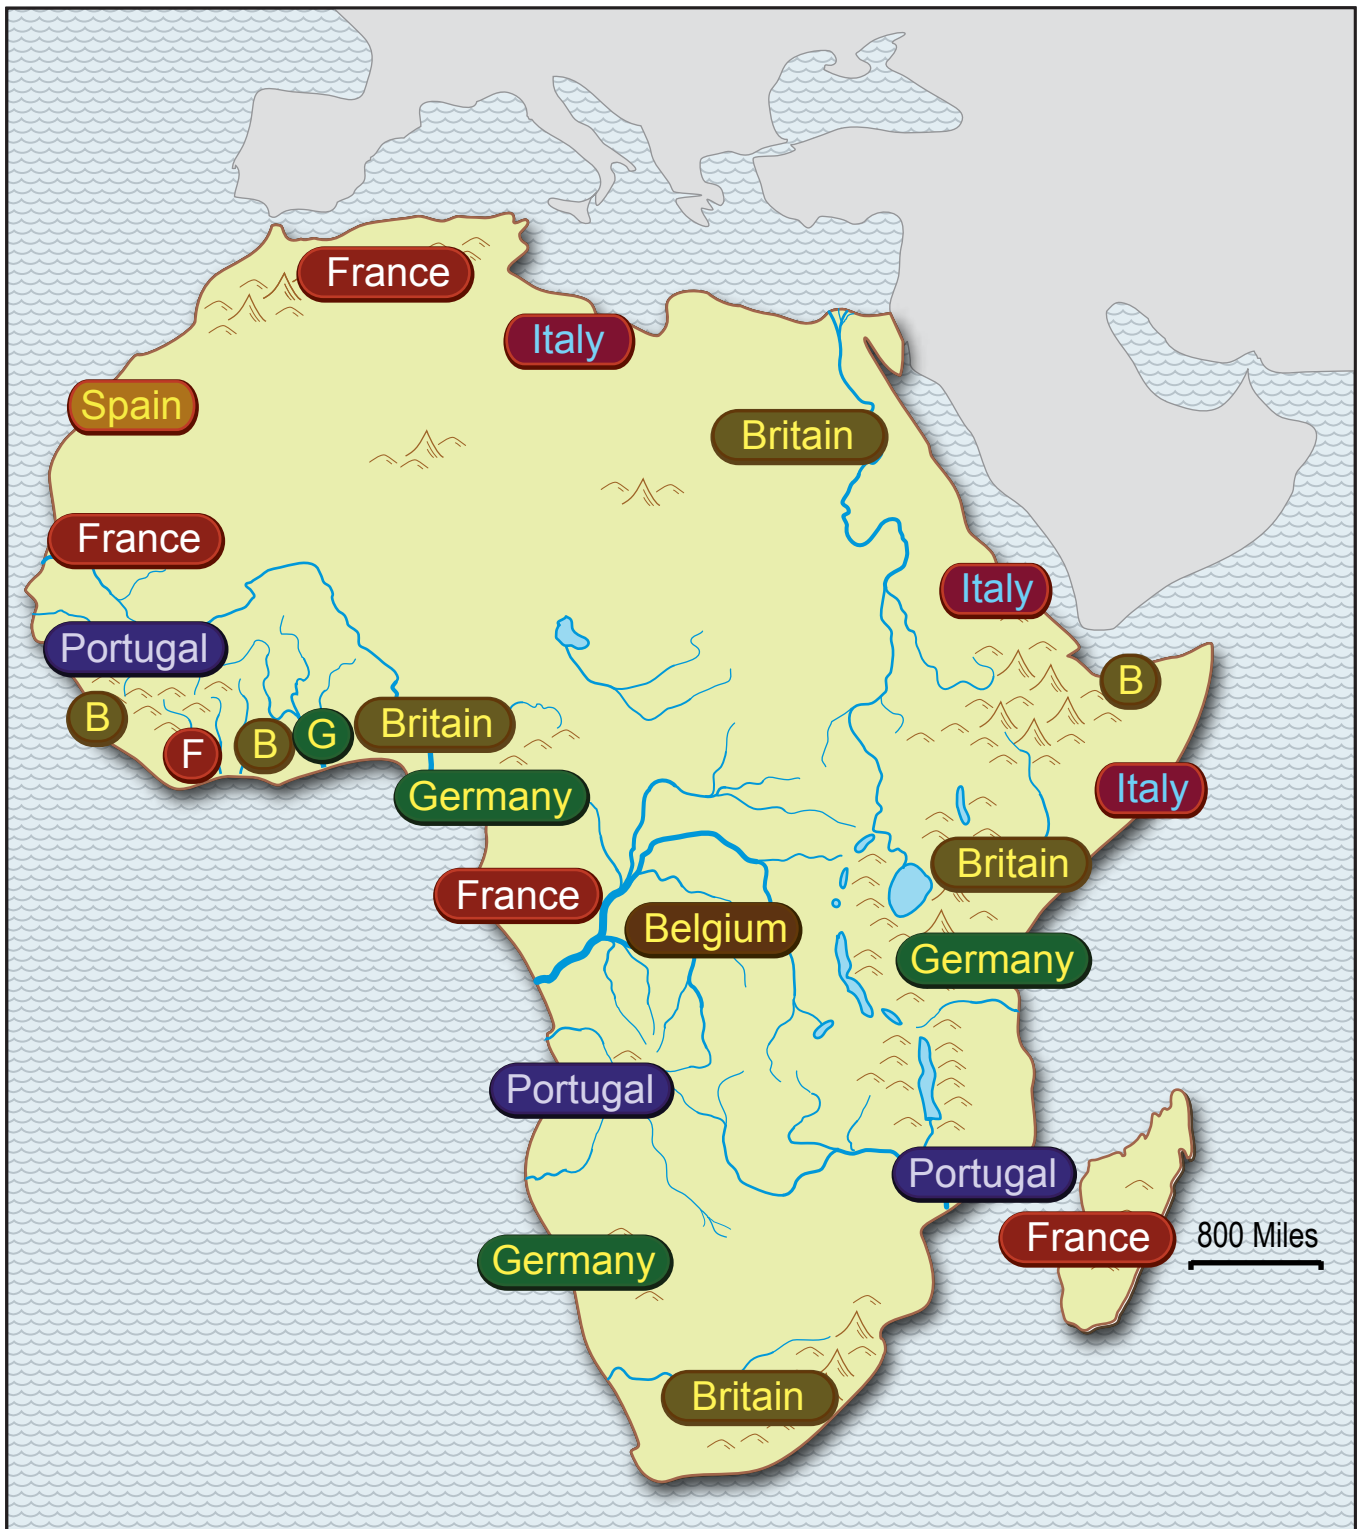 France
Italy
Spain
Britain
France
Italy
Portugal
B
B
F
B
G
Britain
Germany
Italy
Britain
France
Belgium
Germany
Portugal
Portugal
France
800 Miles
Germany
Britain